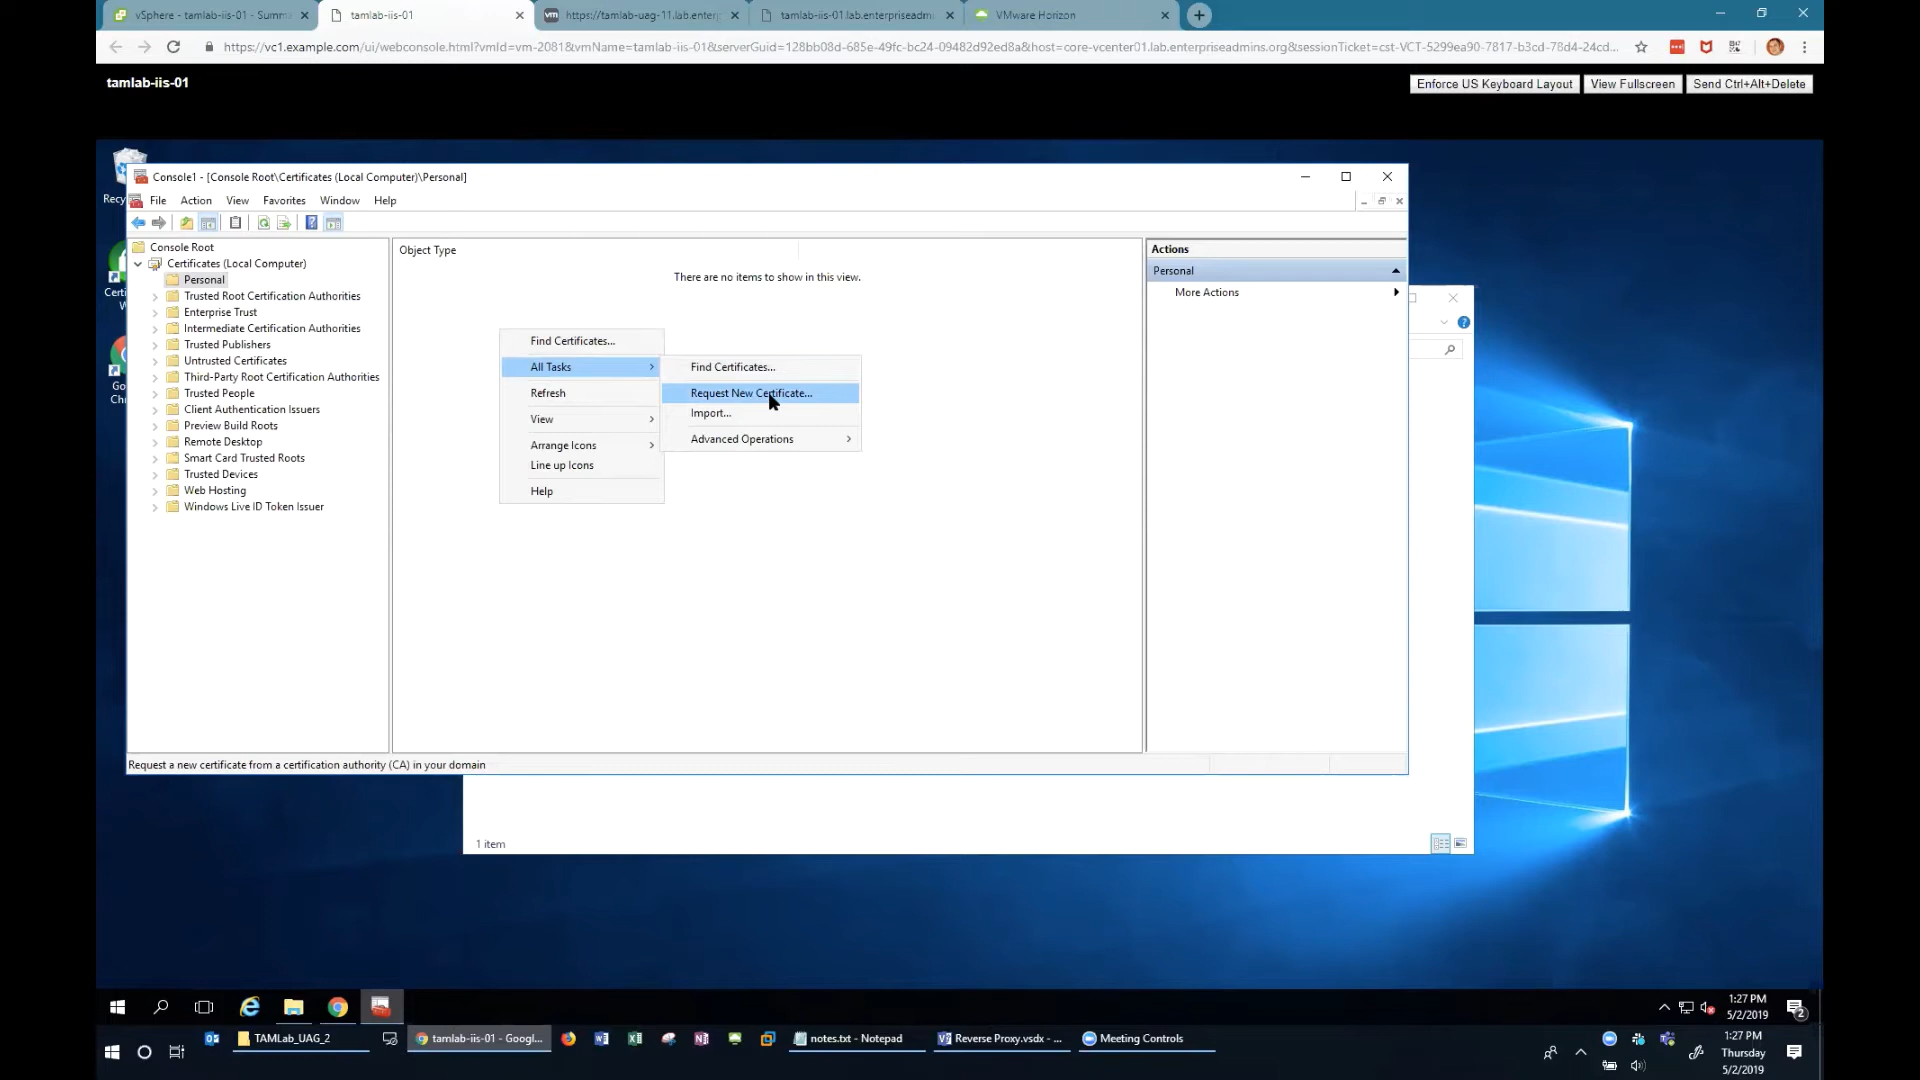 vSphere - tamlab-iis-01 - Summ
tamlab-iis-01
https://tamlab-uag-11.lab.enterp
tamlab-iis-01.lab.enterpriseadmi
VMware Horizon
https://vc1.example.com/ui/webconsole.html?vmId=vm-2081&vmName=tamlab-iis-01&serverGuid=128bb08d-685e-49fc-bc24-09482d92ed8a&host=core-vcenter01.lab.enterpriseadmins.org&sessionTicket=cst-VCT-5299ea90-7817-b3cd-78d4-24cd...
tamlab-iis-01
Enforce US Keyboard Layout
View Fullscreen
Send Ctrl+Alt+Delete
Recy
Console1 - [Console Root\Certificates (Local Computer)\Personal]
File Action View Favorites Window Help
Console Root
Certificates (Local Computer)
Personal
Trusted Root Certification Authorities
Enterprise Trust
Intermediate Certification Authorities
Trusted Publishers
Untrusted Certificates
Third-Party Root Certification Authorities
Trusted People
Client Authentication Issuers
Preview Build Roots
Remote Desktop
Smart Card Trusted Roots
Trusted Devices
Web Hosting
Windows Live ID Token Issuer
Certi
W
Go
Chr
Object Type
There are no items to show in this view.
Find Certificates...
All Tasks
Refresh
View
Arrange Icons
Line up Icons
Help
Find Certificates...
Request New Certificate...
Import...
Advanced Operations
Actions
Personal
More Actions
Request a new certificate from a certification authority (CA) in your domain
1 item
1:27 PM
5/2/2019
2
TAMLab_UAG_2
tamlab-iis-01 - Googl...
notes.txt - Notepad
Reverse Proxy.vsdx - ...
Meeting Controls
1:27 PM
Thursday
5/2/2019